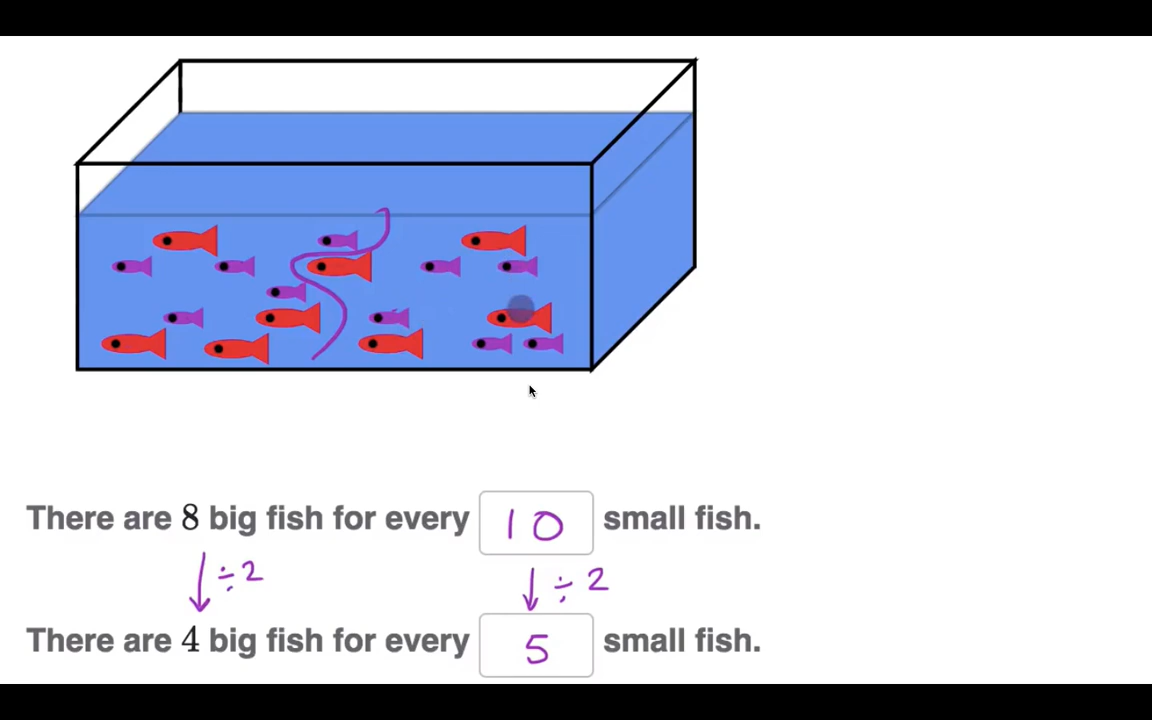 There are 8 big fish for every 10 small fish.
÷2 ÷ 2
There are 4 big fish for every 5 small fish.